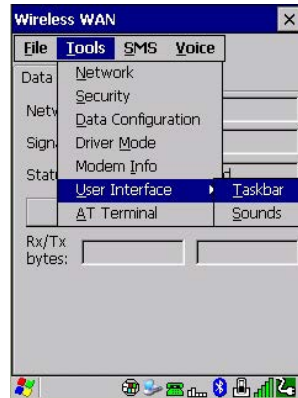 Wireless WAN
File Tools SMS Voice
Data
Network
Security
Netw
Data Configuration
Sign
Driver Mode
Modem Info
Stat
User Interface
Taskbar
AT Terminal
Sounds
Rx/Tx
bytes: